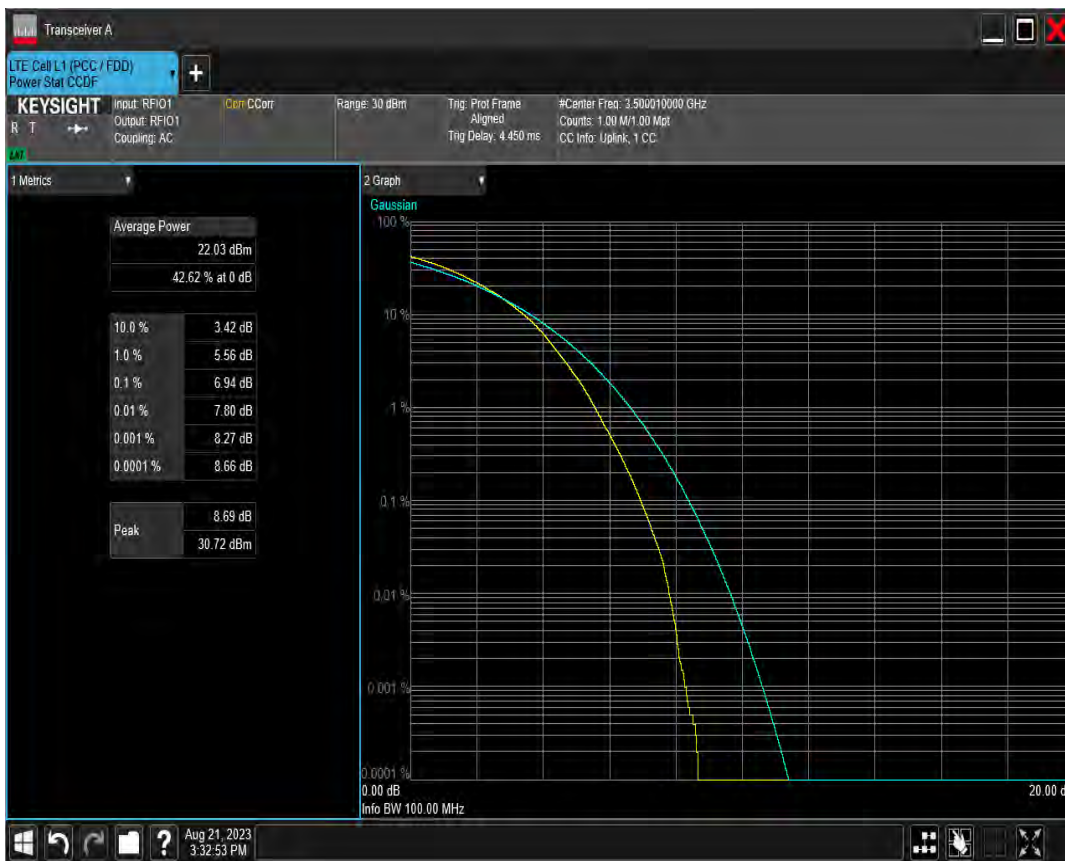 Transceiver A
LTE Cell L1 (PCC / FDD)
Power Stat CCDF
+
KEYSIGHT
R T
LXI
Input: RFIO1
Output: RFIO1
Coupling: AC
Corr CCorr
Range: 30 dBm
Trig: Prot Frame
Aligned
Trig Delay: 4.450 ms
#Center Freq: 3.500010000 GHz
Counts: 1.00 M/1.00 Mpt
CC Info: Uplink, 1 CC
1 Metrics
Average Power
22.03 dBm
42.62 % at 0 dB
10.0 % 3.42 dB
1.0 % 5.56 dB
0.1 % 6.94 dB
0.01 % 7.80 dB
0.001 % 8.27 dB
0.0001 % 8.66 dB
Peak 8.69 dB
30.72 dBm
2 Graph
Gaussian
100 %
10 %
1 %
0.1 %
0.01 %
0.001 %
0.0001 %
0.00 dB 20.00 d
Info BW 100.00 MHz
?
Aug 21, 2023
3:32:53 PM